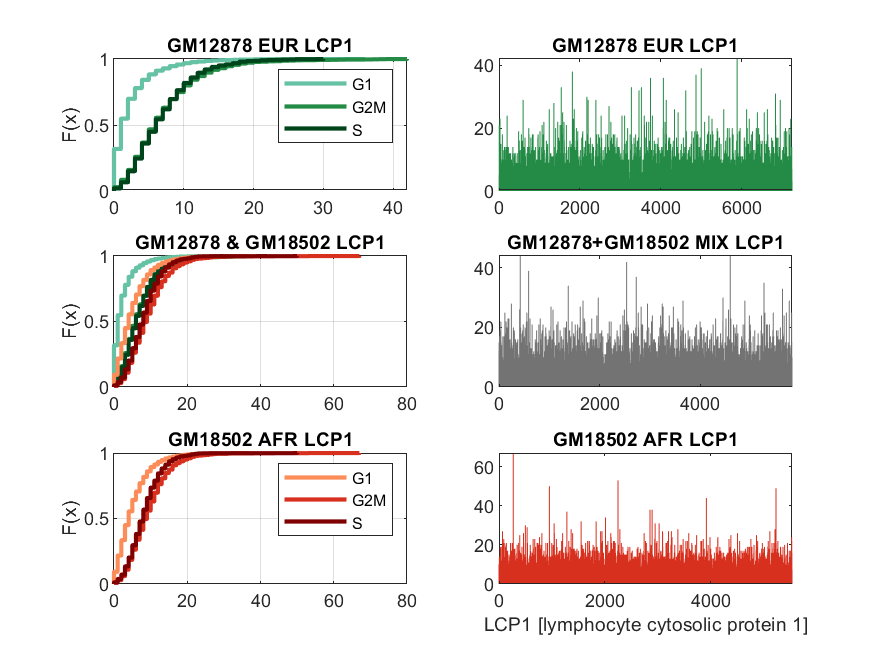 GM12878 EUR LCP1
F(x)
1
0.5
0
0 10 20 30 40
G1
G2M
S
GM12878 EUR LCP1
40
20
0
0 2000 4000 6000
GM12878 & GM18502 LCP1
F(x)
1
0.5
0
0 20 40 60 80
GM12878+GM18502 MIX LCP1
40
20
0
0 2000 4000
GM18502 AFR LCP1
F(x)
1
0.5
0
0 20 40 60 80
G1
G2M
S
GM18502 AFR LCP1
60
40
20
0
0 2000 4000
LCP1 [lymphocyte cytosolic protein 1]